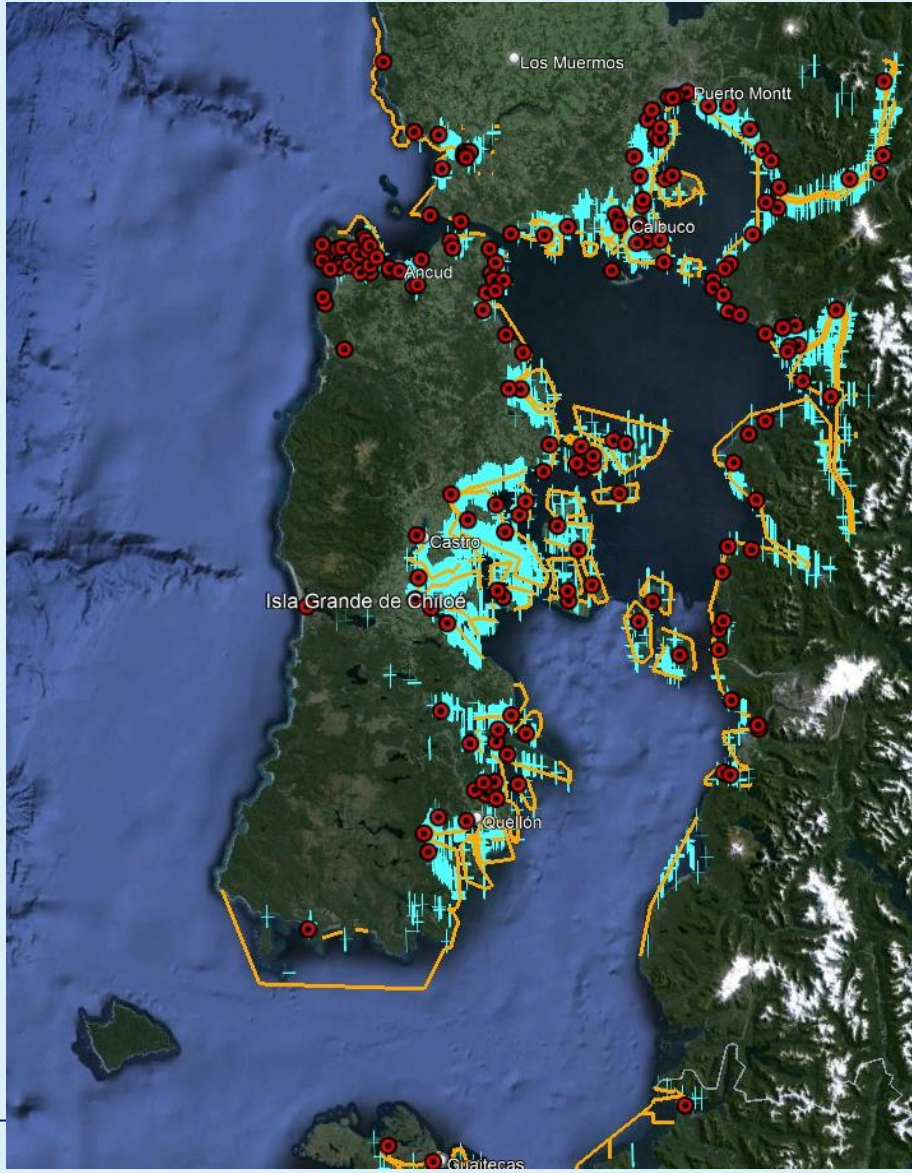 Los Muermos
Puerto Montt
Calbuco
Ancud
Castro
Isla Grande de Chiloé
Quellón
Guaitecas